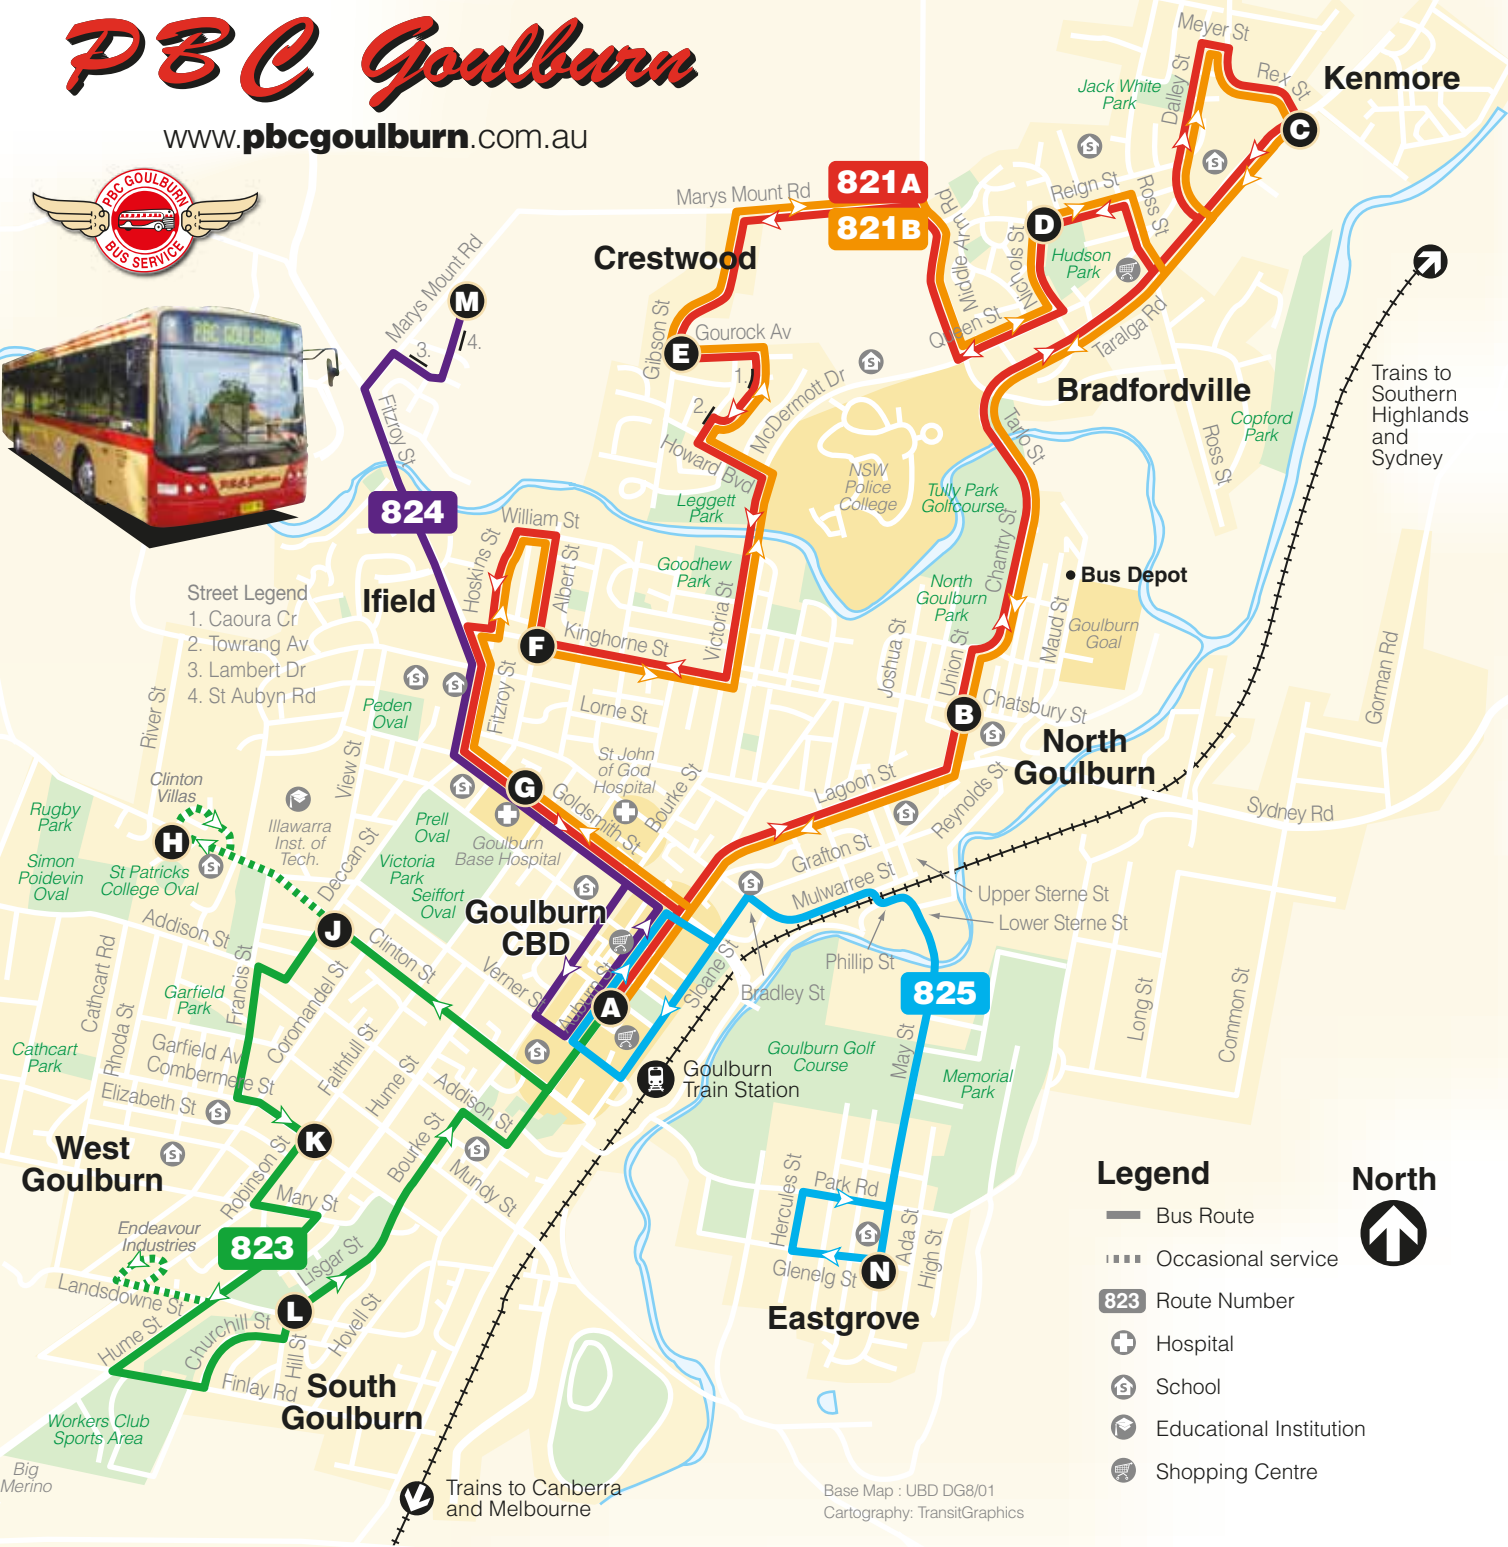 PBC Goulburn
www.pbcgoulburn.com.au
PBC GOULBURN
BUS SERVICE
PBC GOULBURN
PBC Goulburn
Meyer St
Kenmore
Rex St
Dalley St
Jack White
Park
C
Marys Mount Rd
821A
821B
Middle Arm Rd
Reign St
Ross St
D
Nichols St
Hudson
Park
Crestwood
Marys Mount Rd
M
3.
4.
Gibson St
Gourock Av
E
1.
2.
Queen St
Taralga Rd
McDermott Dr
Bradfordville
Trains to
Southern
Highlands
and
Sydney
Copford
Park
Ross St
Fitzroy St
Howard Bvd
Tarlo St
NSW
Police
College
Tully Park
Golfcourse
Leggett
Park
824
William St
Hoskins St
Albert St
Goodhew
Park
Chantry St
North
Goulburn
Park
Bus Depot
Street Legend
1. Caoura Cr
2. Towrang Av
3. Lambert Dr
4. St Aubyn Rd
Ifield
F
Kinghorne St
Victoria St
Joshua St
Union St
Maud St
Goulburn
Goal
Gorman Rd
River St
Peden
Oval
Fitzroy St
Lorne St
B
Chatsbury St
North
Goulburn
View St
St John
of God
Hospital
Bourke St
Clinton
Villas
G
Goldsmith St
Lagoon St
Reynolds St
Sydney Rd
Rugby
Park
Illawarra
Inst. of
Tech.
Prell
Oval
Goulburn
Base Hospital
Grafton St
H
Deccan St
Simon
Poidevin
Oval
St Patricks
College Oval
Victoria
Park
Seiffort
Oval
Mulwarree St
Upper Sterne St
Lower Sterne St
Addison St
J
Clinton St
Goulburn
CBD
Phillip St
Cathcart Rd
Francis St
Coromandel St
Verner St
Auburn St
Sloane St
Bradley St
825
A
Garfield
Park
Rhoda St
Garfield Av
Combermere St
Faithfull St
Hume St
Long St
Common St
Cathcart
Park
Elizabeth St
Addison St
Goulburn
Train Station
Goulburn Golf
Course
May St
Memorial
Park
West
Goulburn
K
Bourke St
Robinson St
Mundy St
Mary St
Hercules St
Park Rd
Ada St
High St
Legend
North
Bus Route
Occasional service
823 Route Number
Hospital
School
Educational Institution
Shopping Centre
Endeavour
Industries
823
Lisgar St
Glenelg St
N
Eastgrove
Landsdowne St
L
Hume St
Churchill St
Hill St
Hovell St
Finlay Rd
South
Goulburn
Workers Club
Sports Area
Big
Merino
Trains to Canberra
and Melbourne
Base Map : UBD DG8/01
Cartography: TransitGraphics